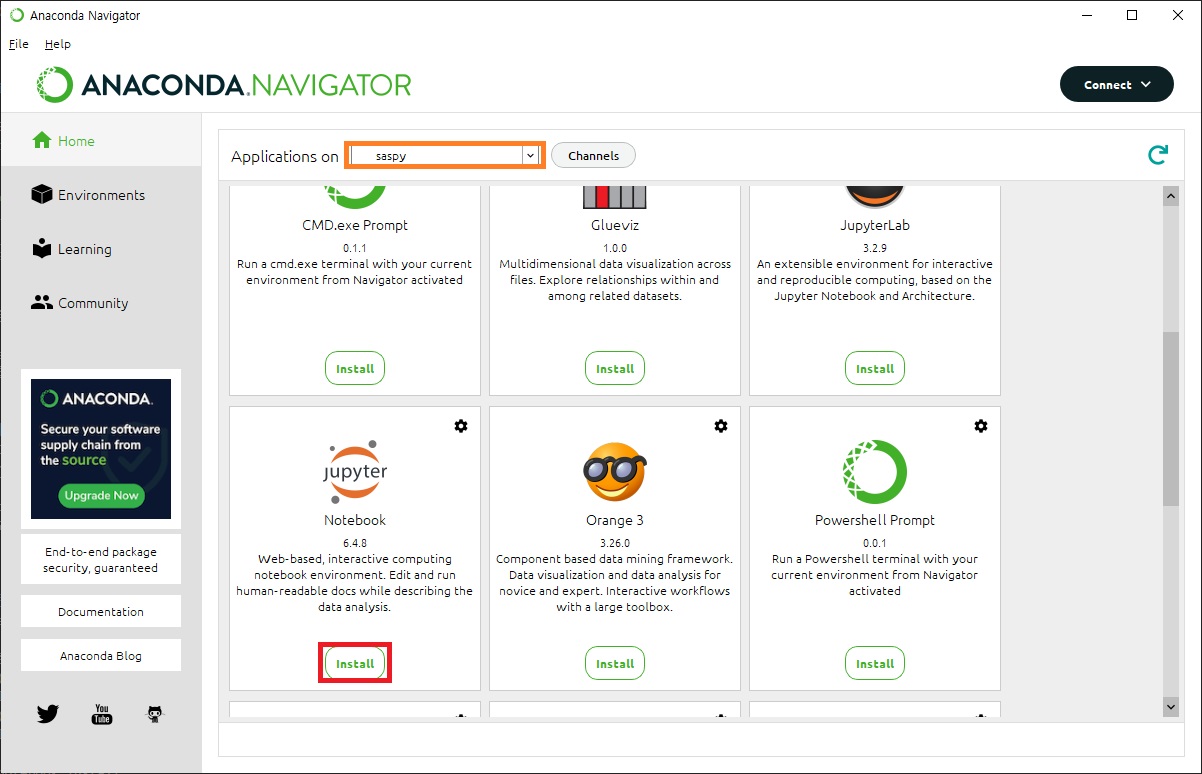 Anaconda Navigator
File Help
ANACONDA.NAVIGATOR
Connect
Home
Environments
Learning
Community
ANACONDA.
Secure your software
supply chain from
the source
Upgrade Now
End-to-end package
security, guaranteed
Documentation
Anaconda Blog
You
Tube
Applications on saspy Channels
CMD.exe Prompt
0.1.1
Run a cmd.exe terminal with your current
environment from Navigator activated
Install
Glueviz
1.0.0
Multidimensional data visualization across
files. Explore relationships within and
among related datasets.
Install
JupyterLab
3.2.9
An extensible environment for interactive
and reproducible computing, based on the
Jupyter Notebook and Architecture.
Install
jupyter
Notebook
6.4.8
Web-based, interactive computing
notebook environment. Edit and run
human-readable docs while describing the
data analysis.
Install
Orange 3
3.26.0
Component based data mining framework.
Data visualization and data analysis for
novice and expert. Interactive workflows
with a large toolbox.
Install
Powershell Prompt
0.0.1
Run a Powershell terminal with your
current environment from Navigator
activated
Install